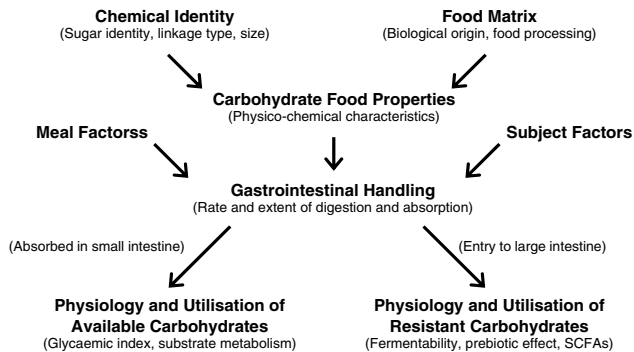 Chemical Identity
(Sugar identity, linkage type, size)
Food Matrix
(Biological origin, food processing)
Carbohydrate Food Properties
(Physico-chemical characteristics)
Meal Factorss
Subject Factors
Gastrointestinal Handling
(Rate and extent of digestion and absorption)
(Absorbed in small intestine)
(Entry to large intestine)
Physiology and Utilisation of
Available Carbohydrates
(Glycaemic index, substrate metabolism)
Physiology and Utilisation of
Resistant Carbohydrates
(Fermentability, prebiotic effect, SCFAs)